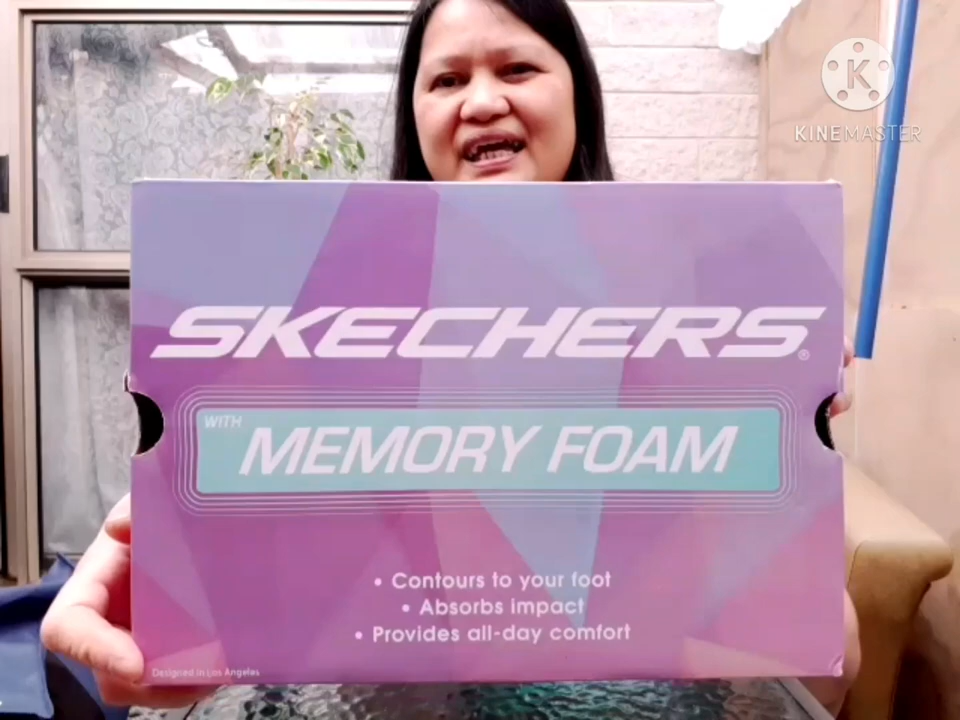 K
KINEMASTER
SKECHERS®
WITH
MEMORY FOAM
• Contours to your foot
• Absorbs impact
• Provides all-day comfort
Designed in Los Angeles